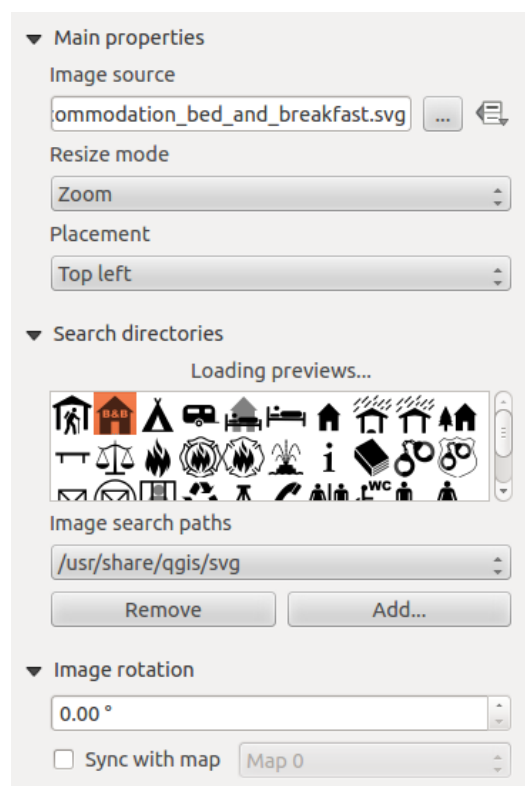 Main properties
Image source
ommodation_bed_and_breakfast.svg ...
Resize mode
Zoom
Placement
Top left
Search directories
Loading previews...
B&B
i
WC
Image search paths
/usr/share/qgis/svg
Remove Add...
Image rotation
0.00 °
Sync with map Map 0